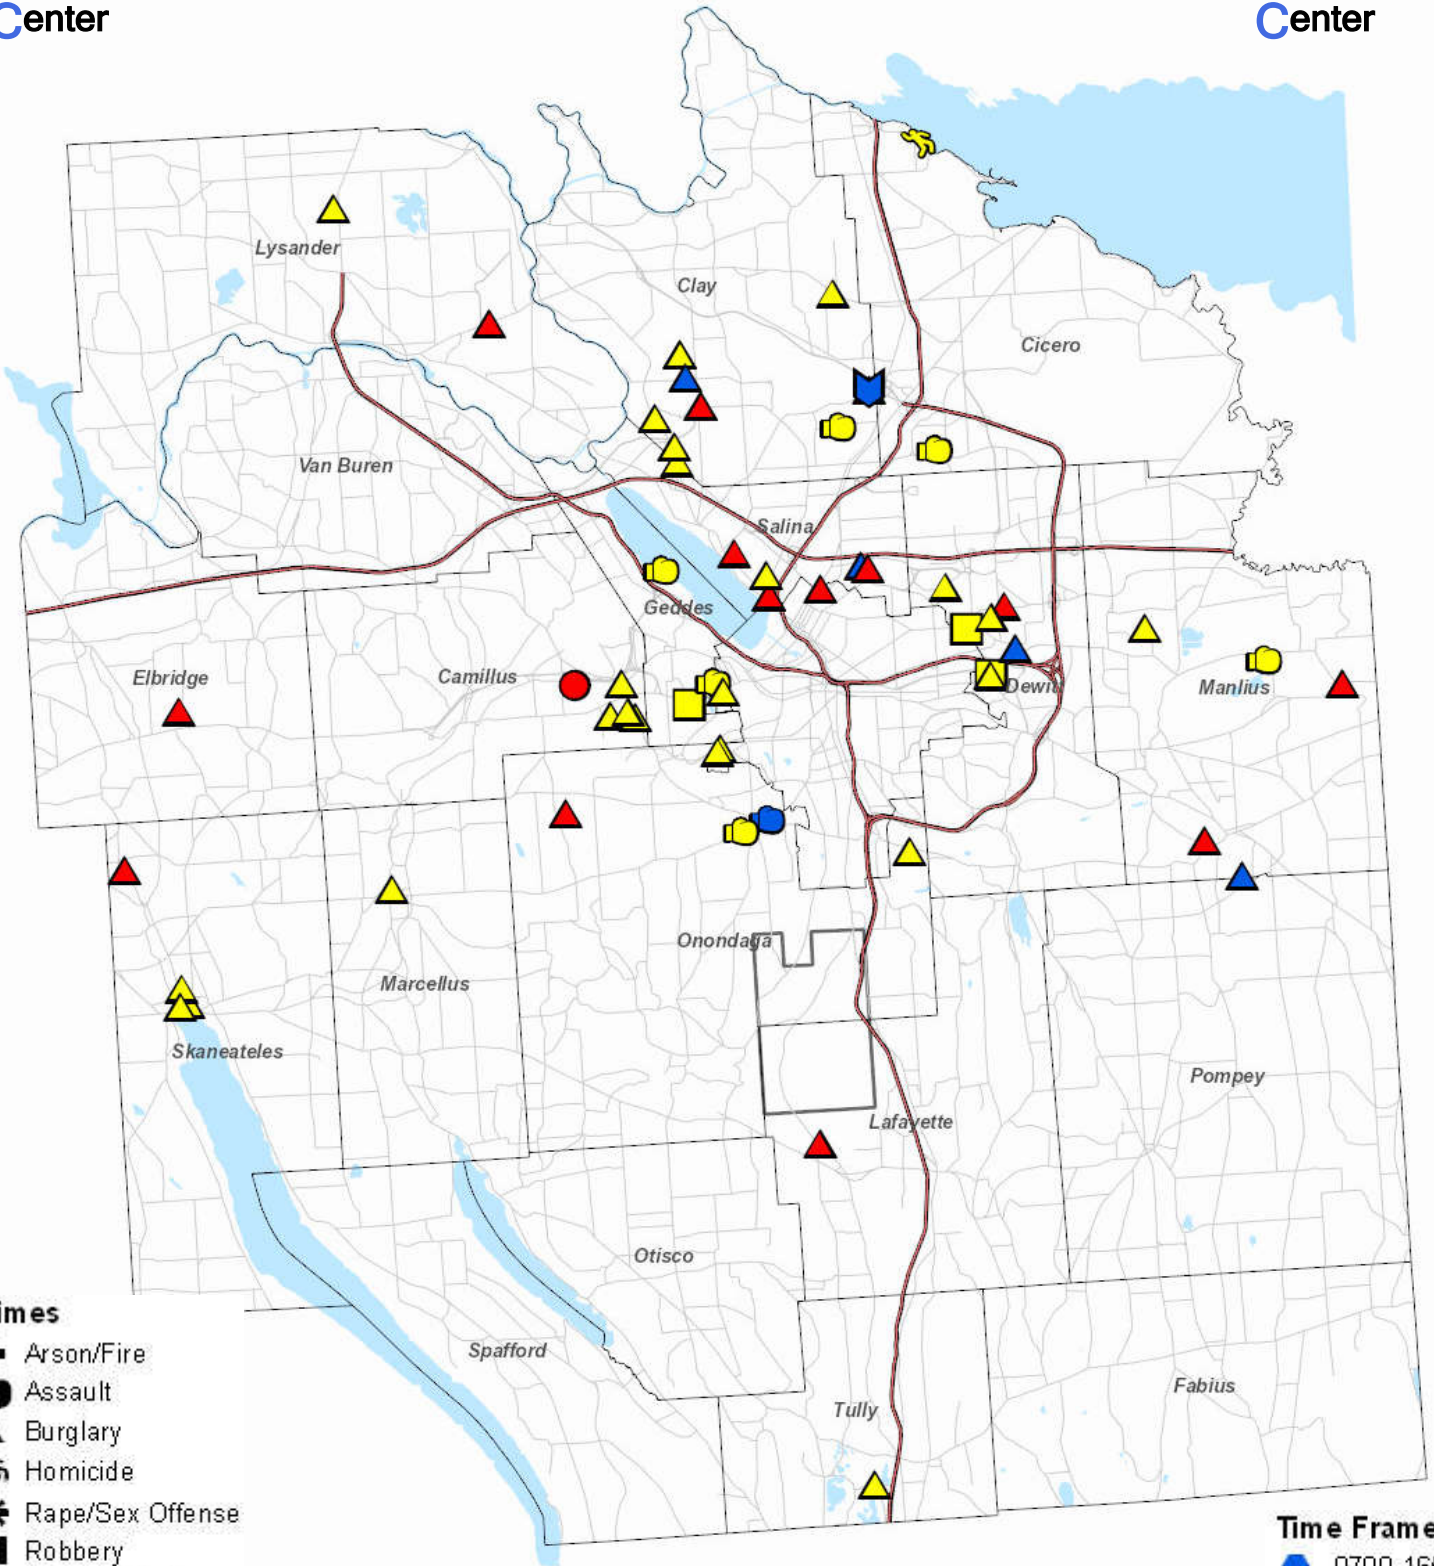 Center
Center
Lysander
Clay
Cicero
Van Buren
Salina
Geddes
Elbridge
Camillus
Dewitt
Manlius
Onondaga
Marcellus
Skaneateles
Pompey
Lafayette
Otisco
Spafford
Fabius
Tully
imes
Arson/Fire
Assault
Burglary
Homicide
Rape/Sex Offense
Robbery
Time Frame